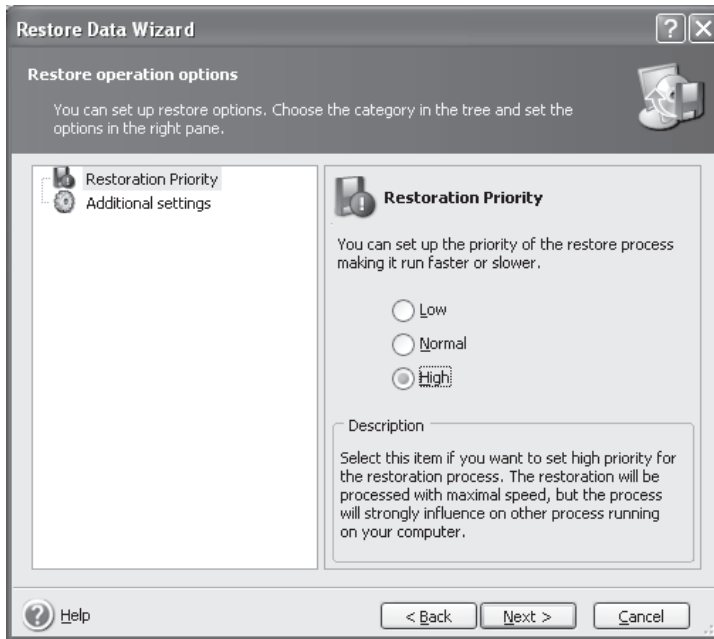 Restore Data Wizard
Restore operation options
You can set up restore options. Choose the category in the tree and set the
options in the right pane.
Restoration Priority
Additional settings
Restoration Priority
You can set up the priority of the restore process
making it run faster or slower.
Low
Normal
High
Description
Select this item if you want to set high priority for
the restoration process. The restoration will be
processed with maximal speed, but the process
will strongly influence on other process running
on your computer.
Help
< Back
Next >
Cancel